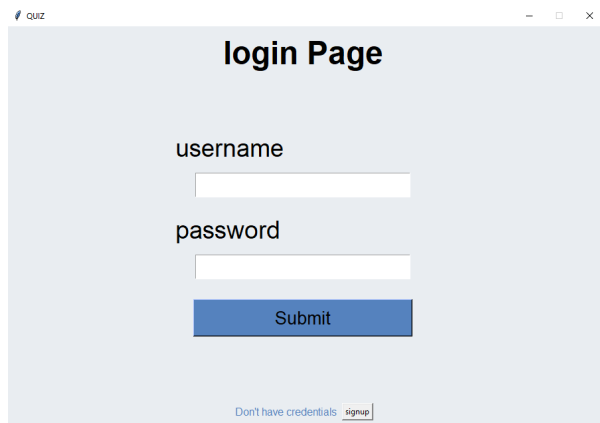 QUIZ
login Page
username
password
Submit
Don't have credentials signup